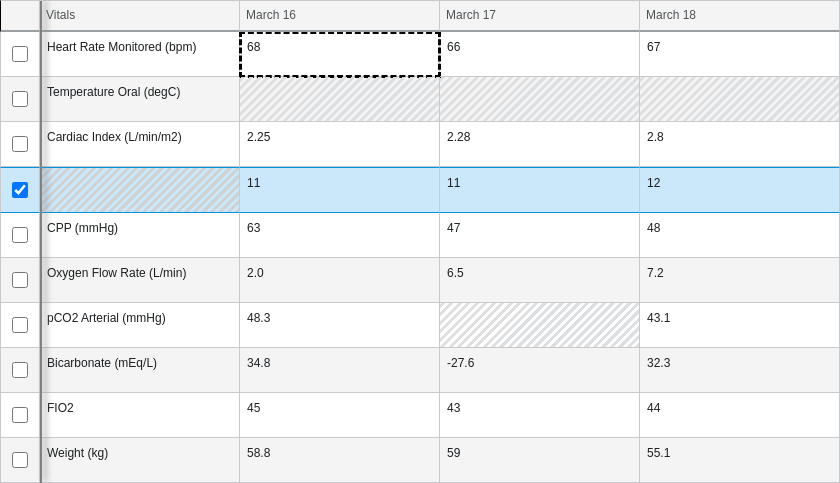 Vitals March 16 March 17 March 18
Heart Rate Monitored (bpm) 68 66 67
Temperature Oral (degC)
Cardiac Index (L/min/m2) 2.25 2.28 2.8
11 11 12
CPP (mmHg) 63 47 48
Oxygen Flow Rate (L/min) 2.0 6.5 7.2
pCO2 Arterial (mmHg) 48.3 43.1
Bicarbonate (mEq/L) 34.8 -27.6 32.3
FIO2 45 43 44
Weight (kg) 58.8 59 55.1